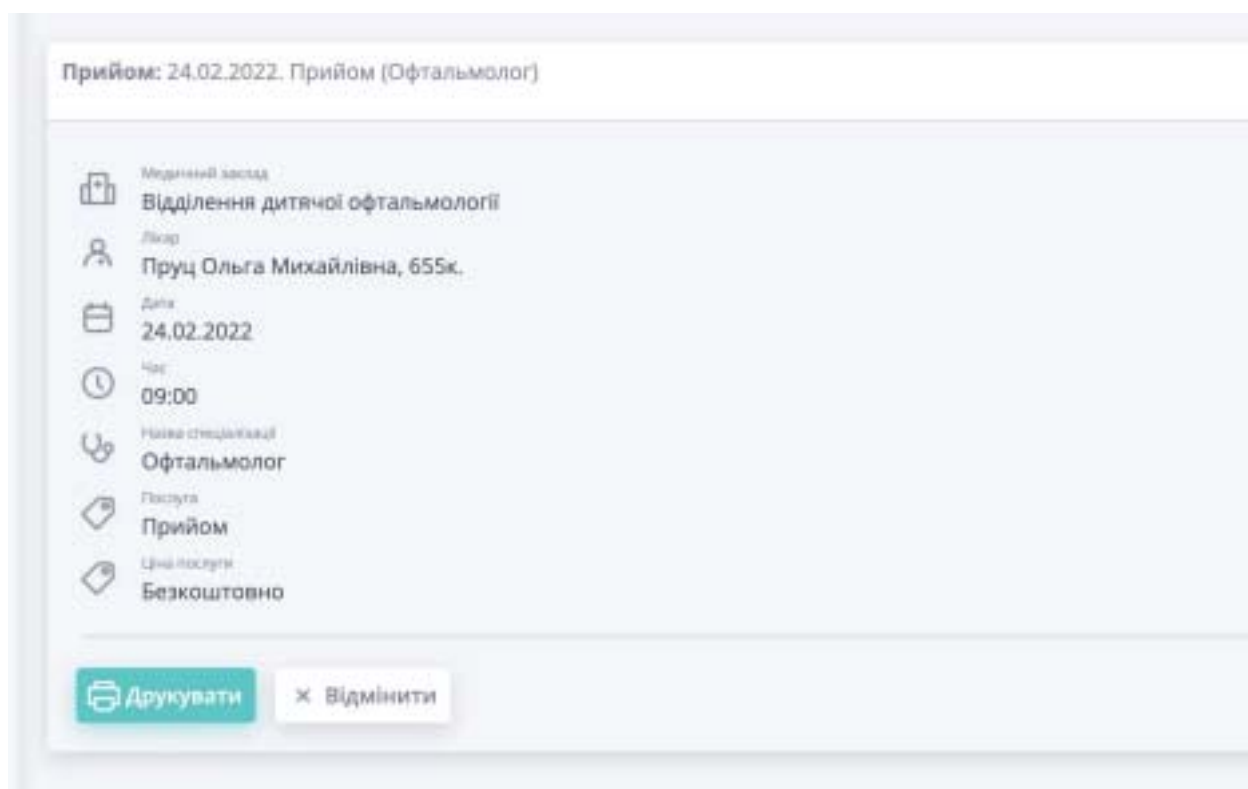 Прийом: 24.02.2022. Прийом (Офтальмолог)
Медичний заклад
Відділення дитячої офтальмології
Лікар
Пруц Ольга Михайлівна, 655к.
Дата
24.02.2022
Час
09:00
Назва спеціалізації
Офтальмолог
Послуга
Прийом
Ціна послуги
Безкоштовно
Друкувати
× Відмінити